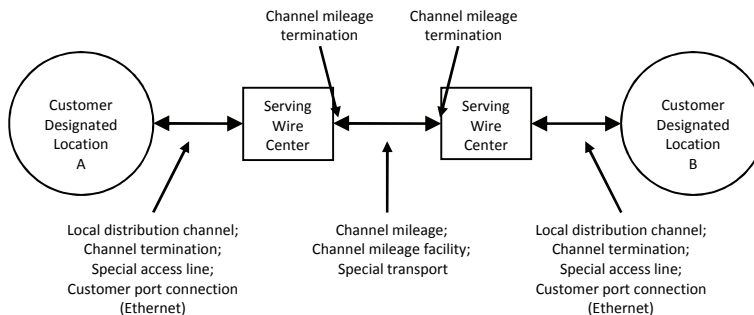 Channel mileage
termination
Channel mileage
termination
Customer
Designated
Location
A
Serving
Wire
Center
Serving
Wire
Center
Customer
Designated
Location
B
Local distribution channel;
Channel termination;
Special access line;
Customer port connection
(Ethernet)
Channel mileage;
Channel mileage facility;
Special transport
Local distribution channel;
Channel termination;
Special access line;
Customer port connection
(Ethernet)